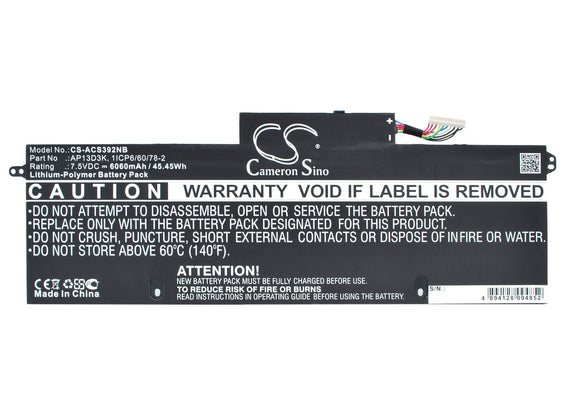 Model No.: CS-ACS392NB
Part No. : AP13D3K, 1ICP6/60/78-2
Rating : 7.5VDC = 6060mAh / 45.45Wh
Lithium-Polymer Battery Pack
CS
Cameron Sino
CAUTION
WARRANTY VOID IF LABEL IS REMOVED
•DO NOT ATTEMPT TO DISASSEMBLE, OPEN OR SERVICE THE BATTERY PACK.
•REPLACE ONLY WITH THE BATTERY PACK DESIGNATED FOR THIS PRODUCT.
•DO NOT CRUSH, PUNCTURE, SHORT EXTERNAL CONTACTS OR DISPOSE OF IN FIRE OR WATER.
•DO NOT STORE ABOVE 60°C (140°F).
ATTENTION!
NEW BATTERY PACK MUST BE FULLY CHARGED BEFORE USE.
TO REDUCE RISK OF FIRE OR BURNS
READ INSTRUCTIONS ON OPERATING GUIDE BEFORE INSTALLING BATTERY.
CE FC
Made In China
S/N:
4 894128 094852